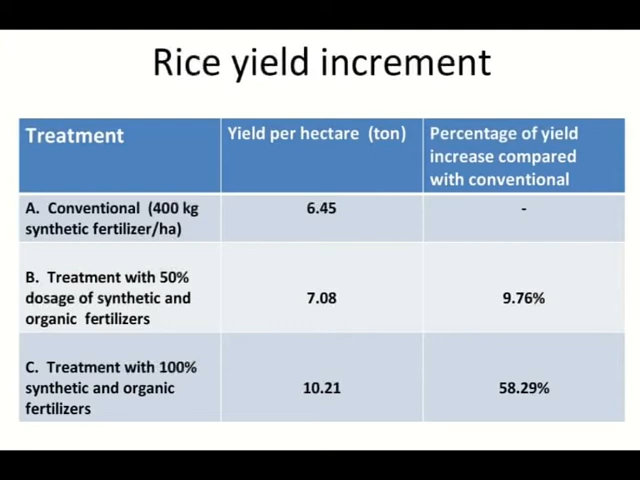 Rice yield increment
Treatment
Yield per hectare (ton)
Percentage of yield
increase compared
with conventional
A. Conventional (400 kg
synthetic fertilizer/ha)
6.45
-
B. Treatment with 50%
dosage of synthetic and
organic fertilizers
7.08
9.76%
C. Treatment with 100%
synthetic and organic
fertilizers
10.21
58.29%